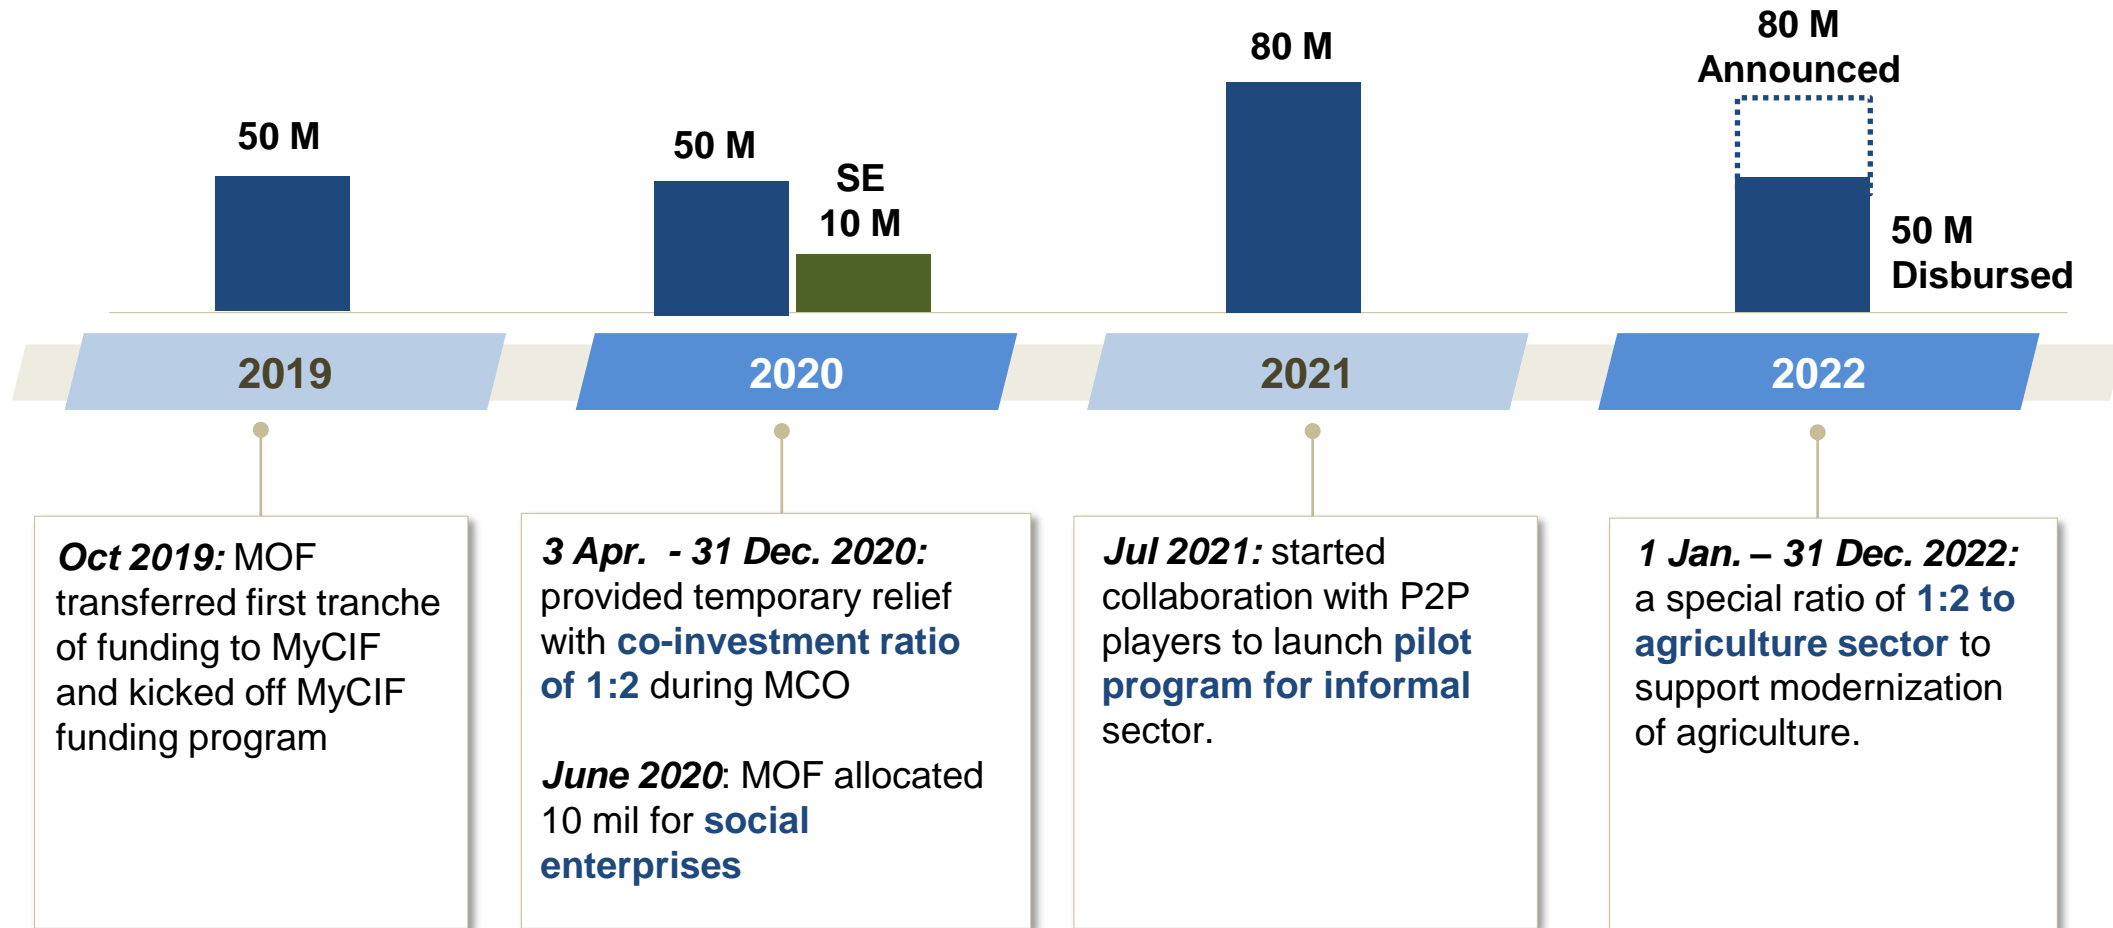 50 M
50 M
SE
10 M
80 M
80 M
Announced
50 M
Disbursed
2019
2020
2021
2022
Oct 2019: MOF
transferred first tranche
of funding to MyCIF
and kicked off MyCIF
funding program
3 Apr.  - 31 Dec. 2020:
provided temporary relief
with co-investment ratio
of 1:2 during MCO
June 2020: MOF allocated
10 mil for social
enterprises
Jul 2021: started
collaboration with P2P
players to launch pilot
program for informal
sector.
1 Jan. – 31 Dec. 2022:
a special ratio of 1:2 to
agriculture sector to
support modernization
of agriculture.